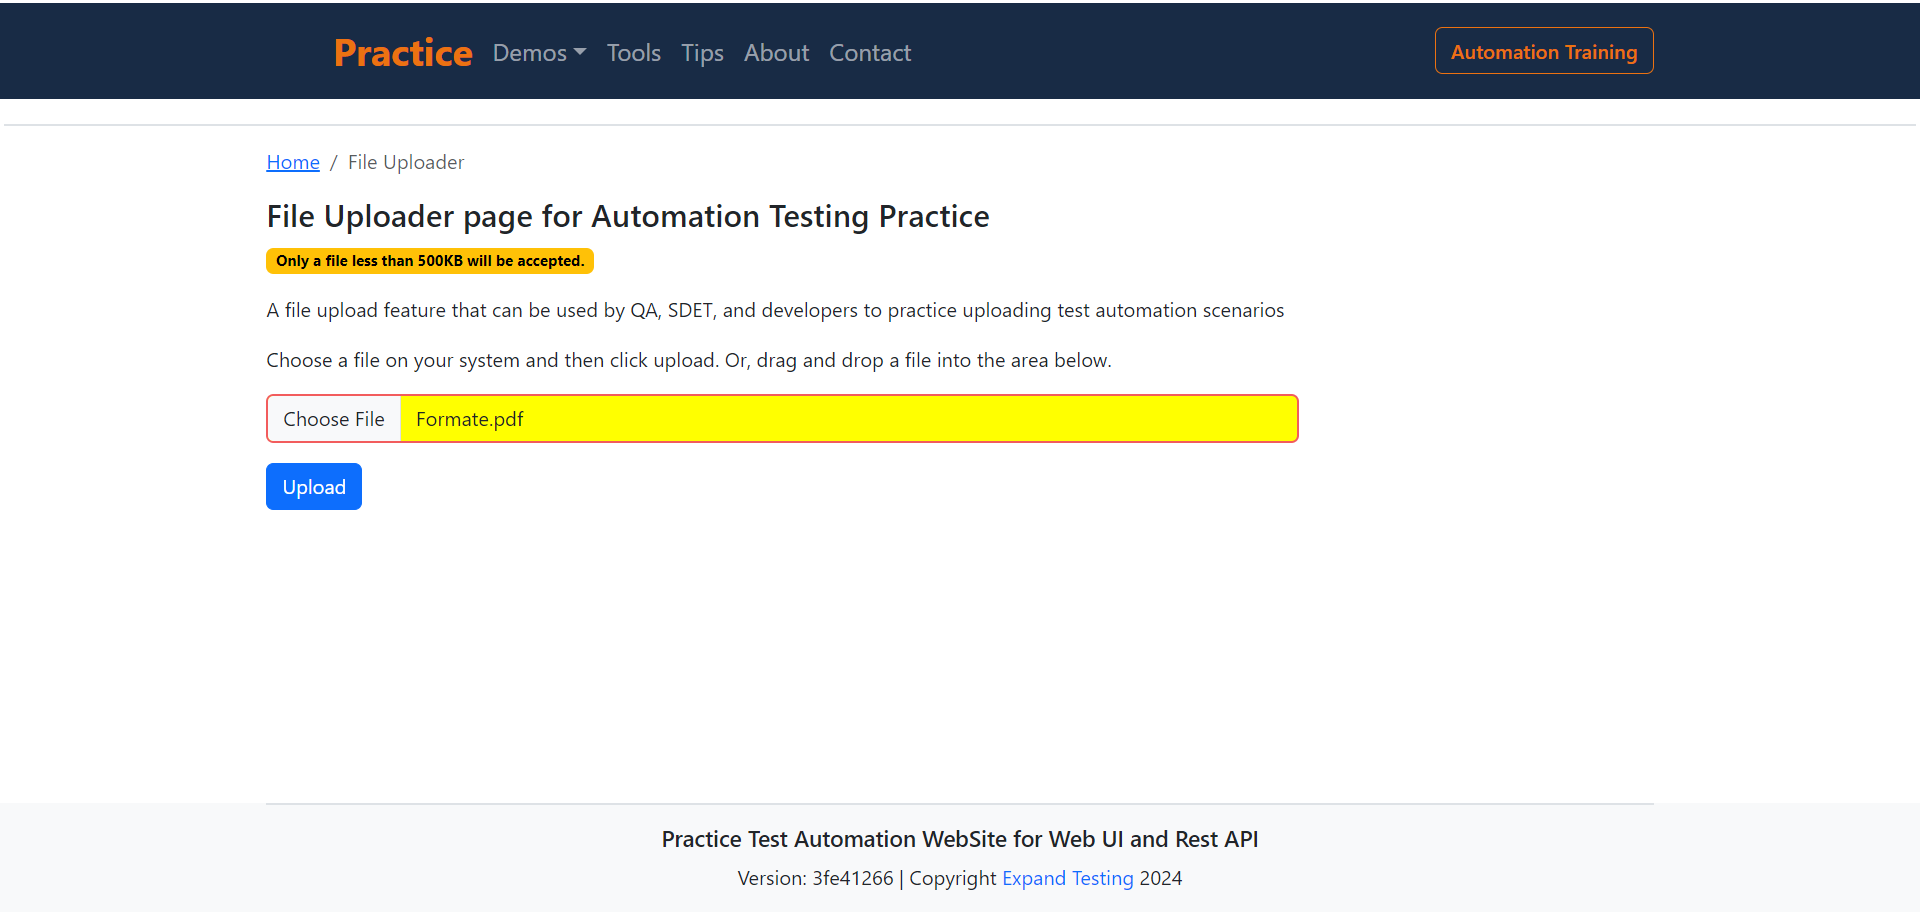 Practice Demos Tools Tips About Contact Automation Training
Home / File Uploader
File Uploader page for Automation Testing Practice
Only a file less than 500KB will be accepted.
A file upload feature that can be used by QA, SDET, and developers to practice uploading test automation scenarios
Choose a file on your system and then click upload. Or, drag and drop a file into the area below.
Choose File Formate.pdf
Upload
Practice Test Automation WebSite for Web UI and Rest API
Version: 3fe41266 | Copyright Expand Testing 2024